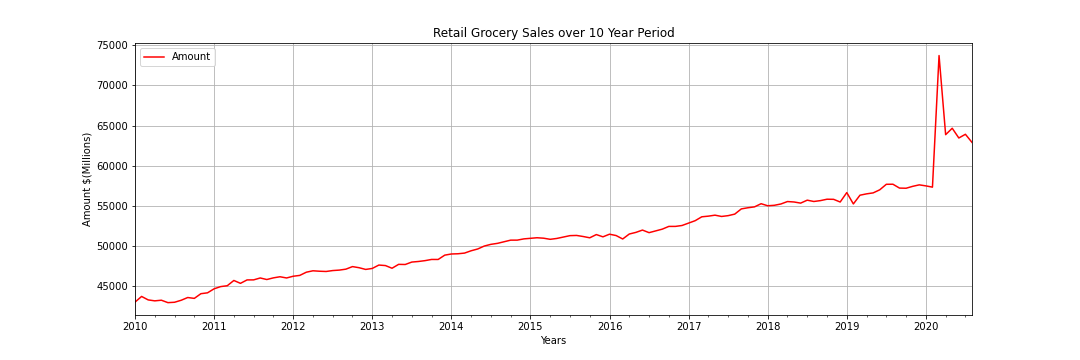 Retail Grocery Sales over 10 Year Period
Amount
75000
70000
65000
60000
55000
50000
45000
Amount $(Millions)
2010 2011 2012 2013 2014 2015 2016 2017 2018 2019 2020
Years